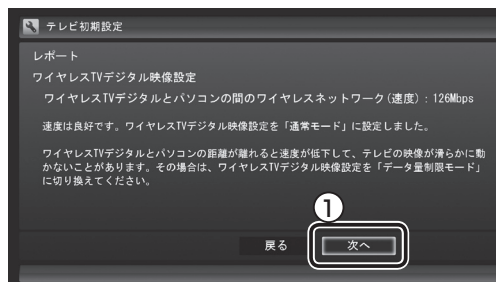 テレビ初期設定
レポート
ワイヤレスTVデジタル映像設定
ワイヤレスTVデジタルとパソコンの間のワイヤレスネットワーク(速度):126Mbps
速度は良好です。ワイヤレスTVデジタル映像設定を「通常モード」に設定しました。
ワイヤレスTVデジタルとパソコンの距離が離れると速度が低下して、テレビの映像が滑らかに動
かないことがあります。その場合は、ワイヤレスTVデジタル映像設定を「データ量制限モード」
に切り換えてください。
1
戻る 次へ